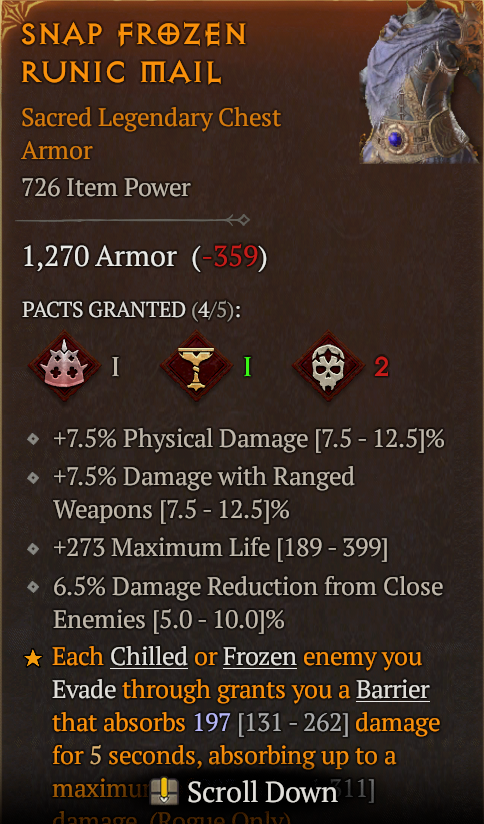 SNAP FROZEN
RUNIC MAIL
Sacred Legendary Chest
Armor
726 Item Power
1,270 Armor (-359)
PACTS GRANTED (4/5):
I I 2
+7.5% Physical Damage [7.5 - 12.5]%
+7.5% Damage with Ranged
Weapons [7.5 - 12.5]%
+273 Maximum Life [189 - 399]
6.5% Damage Reduction from Close
Enemies [5.0 - 10.0]%
Each Chilled or Frozen enemy you
Evade through grants you a Barrier
that absorbs 197 [131 - 262] damage
for 5 seconds, absorbing up to a
311]
Scroll Down
damage. (Rogue Only)